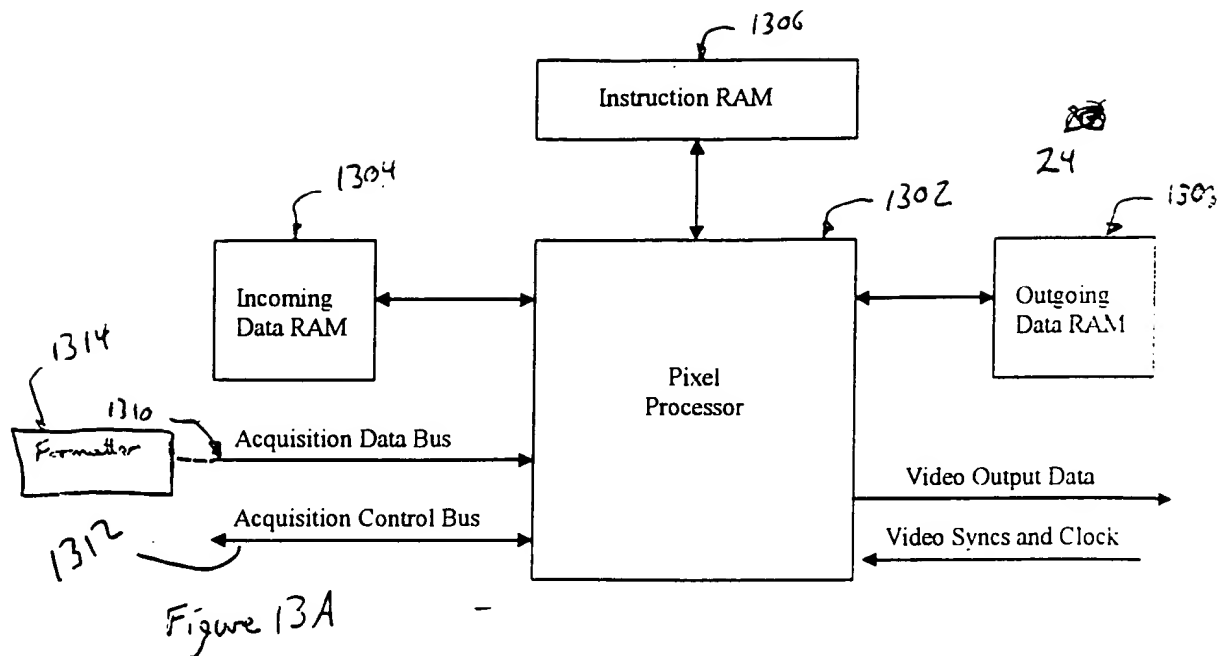 1306
Instruction RAM
24
1304
1302
1303
Incoming
Data RAM
Outgoing
Data RAM
1314
Pixel
Processor
1310
Formatter
Acquisition Data Bus
Video Output Data
1312
Acquisition Control Bus
Video Syncs and Clock
Figure 13A